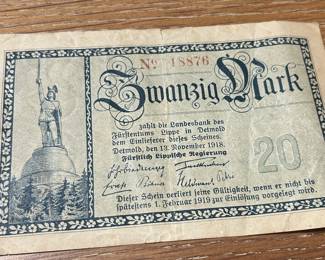 No 18876
Zwanzig Mark
zahlt die Landesbank des
Fürstentums Lippe in Detmold
dem Einlieferer dieses Scheines.
Detmold, den 13. November 1918.
Fürstlich Lippische Regierung
20
Dieser Schein verliert seine Gültigkeit, wenn er nicht bis
spätestens 1. Februar 1919 zur Einlösung vorgelegt wird.